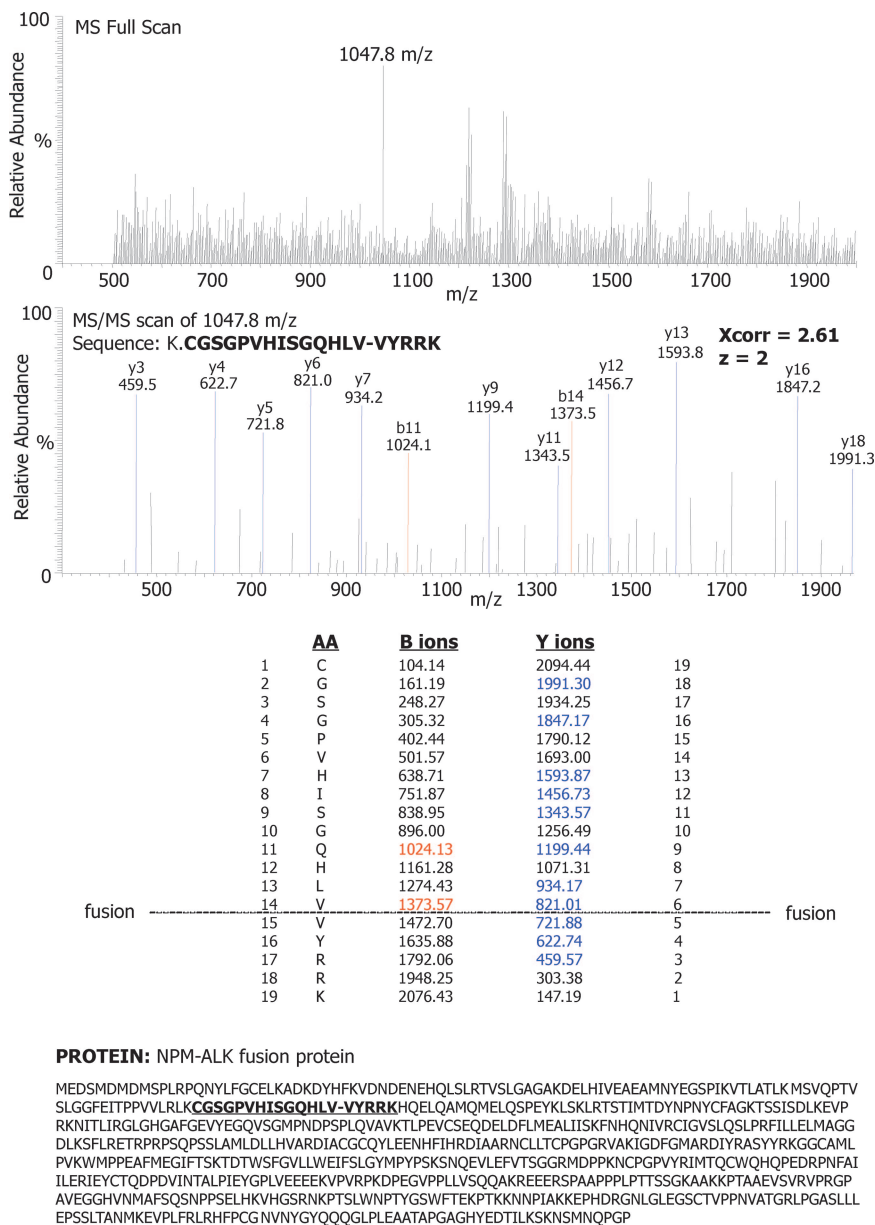 100
MS Full Scan
1047.8 m/z
Relative Abundance
%
0
500 700 900 1100 1300 1500 1700 1900
m/z
100
MS/MS scan of 1047.8 m/z
Sequence: K.CGSGPVHISGQHLV-VYRRK
Xcorr = 2.61
z = 2
y3
459.5
y4
622.7
y5
721.8
y6
821.0
y7
934.2
b11
1024.1
y9
1199.4
y11
1343.5
b14
1373.5
y12
1456.7
y13
1593.8
y16
1847.2
y18
1991.3
Relative Abundance
%
0
500 700 900 1100 1300 1500 1700 1900
m/z
AA B ions Y ions
1 C 104.14 2094.44 19
2 G 161.19 1991.30 18
3 S 248.27 1934.25 17
4 G 305.32 1847.17 16
5 P 402.44 1790.12 15
6 V 501.57 1693.00 14
7 H 638.71 1593.87 13
8 I 751.87 1456.73 12
9 S 838.95 1343.57 11
10 G 896.00 1256.49 10
11 Q 1024.13 1199.44 9
12 H 1161.28 1071.31 8
13 L 1274.43 934.17 7
14 V 1373.57 821.01 6
fusion fusion
15 V 1472.70 721.88 5
16 Y 1635.88 622.74 4
17 R 1792.06 459.57 3
18 R 1948.25 303.38 2
19 K 2076.43 147.19 1
PROTEIN: NPM-ALK fusion protein
MEDSMDMDMSPLRPQNYLFGCELKADKDYHFKVDNDENEHQLSLRTVSLGAGAKDELHIVEAEAMNYEGSPIKVTLATLKMSVQPTV
SLGGFEITPPVVLRLKCGSGPVHISGQHLV-VYRRKHQELQAMQMELQSPEYKLSKLRTSTIMTDYNPNYCFAGKTSSISDLKEVP
RKNITLIRGLGHGAFGEVYEGQVSGMPNDPSPLQVAVKTLPEVCSEQDELDFLMEALIISKFNHQNIVRCIGVSLQSLPRFILLELMAGG
DLKSFLRETRPRPSQPSSLAMLDLLHVARDIACGCQYLEENHFIHRDIAARNCLLTCPGPGRVAKIGDFGMARDIYRASYYRKGGCAML
PVKWMPPEAFMEGIFTSKTDTWSFGVLLWEIFSLGYMPYPSKSNQEVLEFVTSGGRMDPPKNCPGPVYRIMTQCWQHQPEDRPNFAI
ILERIEYCTQDPDVINTALPIEYGPLVEEEEKVPVRPKDPEGVPPLLVSQQAKREEERSPAAPPPLPTTSSGKAAKKPTAAEVSVRVPRGP
AVEGGHVNMAFSQSNPPSELHKVHGSRNKPTSLWNPTYGSWFTEKPTKKNNPIAKKEPHDRGNLGLEGSCTVPPNVATGRLPGASLLL
EPSSLTANMKEVPLFRLRHFPCGNVNYGYQQQGLPLEAATAPGAGHYEDTILKSKNSMNQPGP